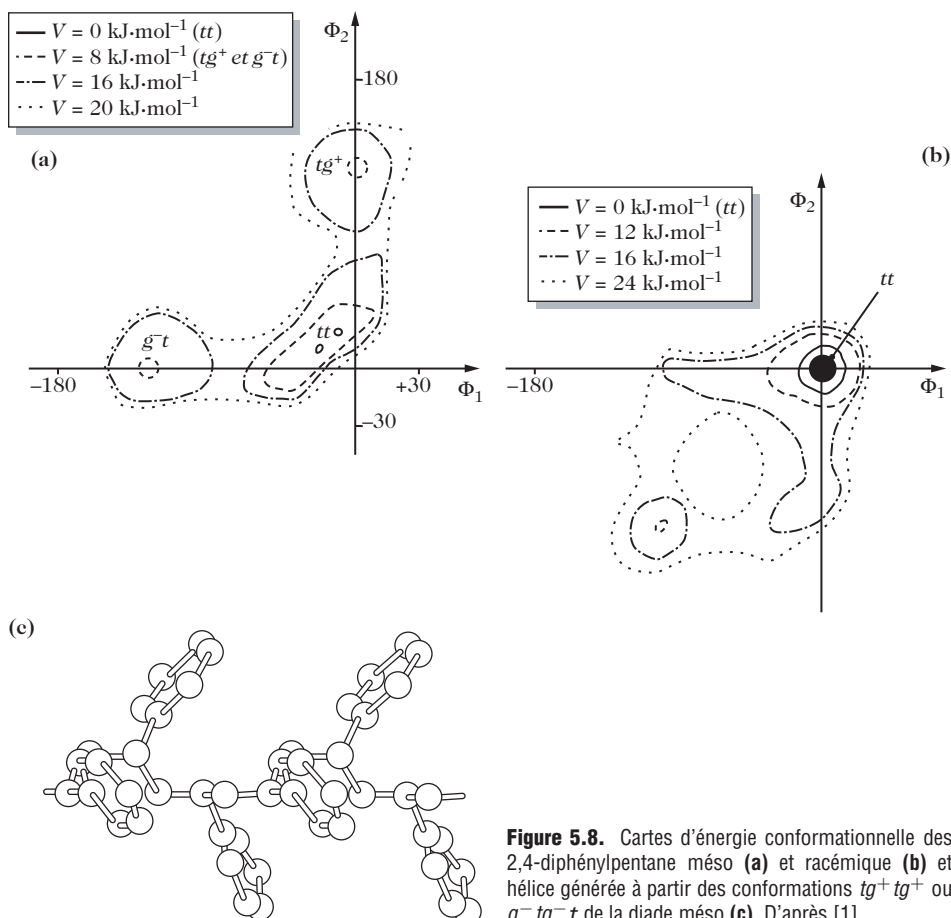 V = 0 kJ·mol⁻¹ (tt)
V = 8 kJ·mol⁻¹ (tg⁺ et g⁻t)
V = 16 kJ·mol⁻¹
V = 20 kJ·mol⁻¹
Φ₂
180
(a)
tg⁺
g⁻t
tt
–180
+30
Φ₁
–30
(b)
V = 0 kJ·mol⁻¹ (tt)
V = 12 kJ·mol⁻¹
V = 16 kJ·mol⁻¹
V = 24 kJ·mol⁻¹
Φ₂
tt
–180
Φ₁
(c)
Figure 5.8. Cartes d'énergie conformationnelle des
2,4-diphénylpentane méso (a) et racémique (b) et
hélice générée à partir des conformations tg⁺ tg⁺ ou
g⁻ tg⁻ t de la diade méso (c). D'après [1]